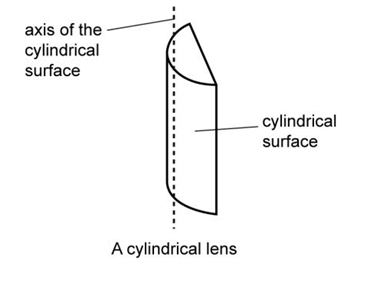 axis of the
cylindrical
surface
cylindrical
surface
A cylindrical lens